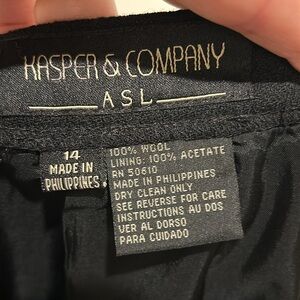 KASPER & COMPANY
A S L
14
MADE IN
PHILIPPINES
100% WOOL
LINING: 100% ACETATE
RN 50610
MADE IN PHILIPPINES
DRY CLEAN ONLY
SEE REVERSE FOR CARE
INSTRUCTIONS AU DOS
VER AL DORSO
PARA CUIDADO